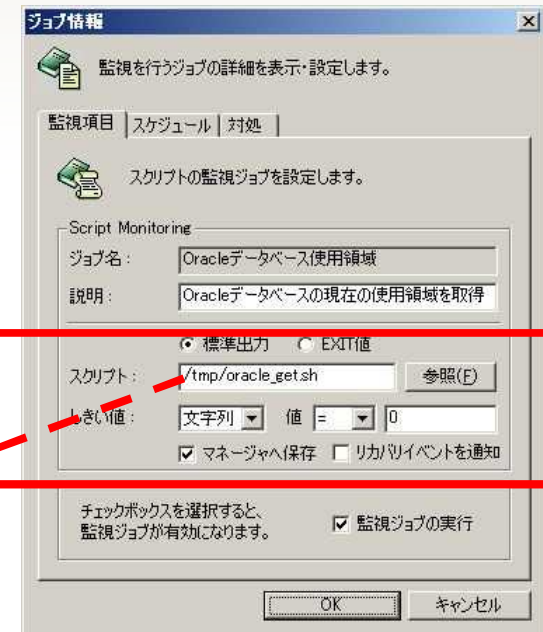 ジョブ情報
監視を行うジョブの詳細を表示・設定します。
監視項目 スケジュール 対処
スクリプトの監視ジョブを設定します。
Script Monitoring
ジョブ名： Oracleデータベース使用領域
説明： Oracleデータベースの現在の使用領域を取得
標準出力 EXIT値
スクリプト： /tmp/oracle_get.sh 参照(F)
しきい値： 文字列 値 = 0
マネージャへ保存 リカバリイベントを通知
チェックボックスを選択すると、
監視ジョブが有効になります。 監視ジョブの実行
OK キャンセル